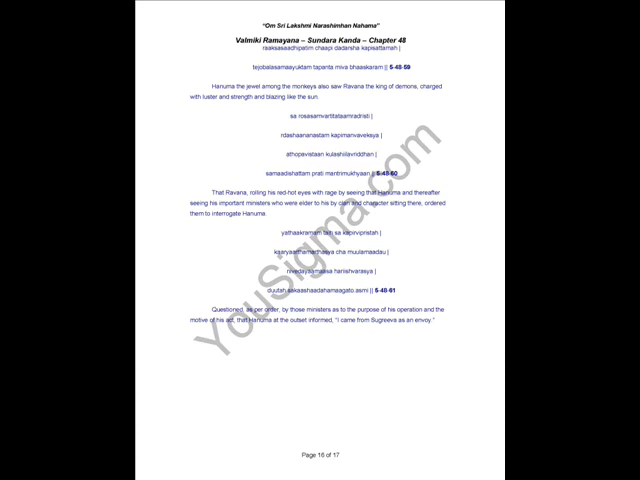 "Om Sri Lakshmi Narashimhan Nahama"
Valmiki Ramayana – Sundara Kanda – Chapter 48
raaksasaadhipatim chaapi dadarsha kapisattamah |
tejobalasamaayuktam tapanta miva bhaaskaram || 5-48-59
Hanuma the jewel among the monkeys also saw Ravana the king of demons, charged
with luster and strength and blazing like the sun.
sa rosasamvartitataamradristi |
rdashaananastam kapimanvaveksya |
athopavistaan kulashiilavriddhan |
samaadishattam prati mantrimukhyaan || 5-48-60
That Ravana, rolling his red-hot eyes with rage by seeing that Hanuma and thereafter
seeing his important ministers who were elder to his by clan and character sitting there, ordered
them to interrogate Hanuma.
yathaakramam taih sa kapirvipristah |
kaaryaarthamarthasya cha muulamaadau |
nivedayaamaasa hariishvarasya |
duutah sakaashaadahamaagato.asmi || 5-48-61
Questioned, as per order, by those ministers as to the purpose of his operation and the
motive of his act, that Hanuma at the outset informed, "I came from Sugreeva as an envoy."
YouSigma.com
Page 16 of 17